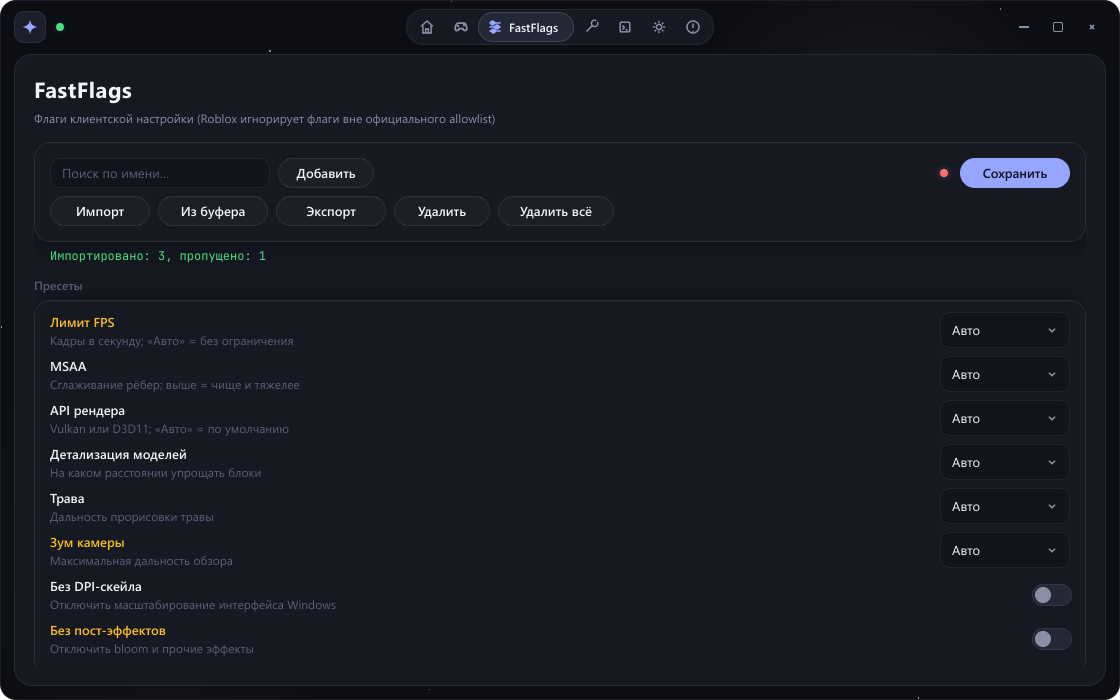 FastFlags
FastFlags
Флаги клиентской настройки (Roblox игнорирует флаги вне официального allowlist)
Поиск по имени...
Добавить
Сохранить
Импорт
Из буфера
Экспорт
Удалить
Удалить всё
Импортировано: 3, пропущено: 1
Пресеты
Лимит FPS
Авто
Кадры в секунду; «Авто» = без ограничения
MSAA
Авто
Сглаживание рёбер; выше = чище и тяжелее
API рендера
Авто
Vulkan или D3D11; «Авто» = по умолчанию
Детализация моделей
Авто
На каком расстоянии упрощать блоки
Трава
Авто
Дальность прорисовки травы
Зум камеры
Авто
Максимальная дальность обзора
Без DPI-скейла
Отключить масштабирование интерфейса Windows
Без пост-эффектов
Отключить bloom и прочие эффекты